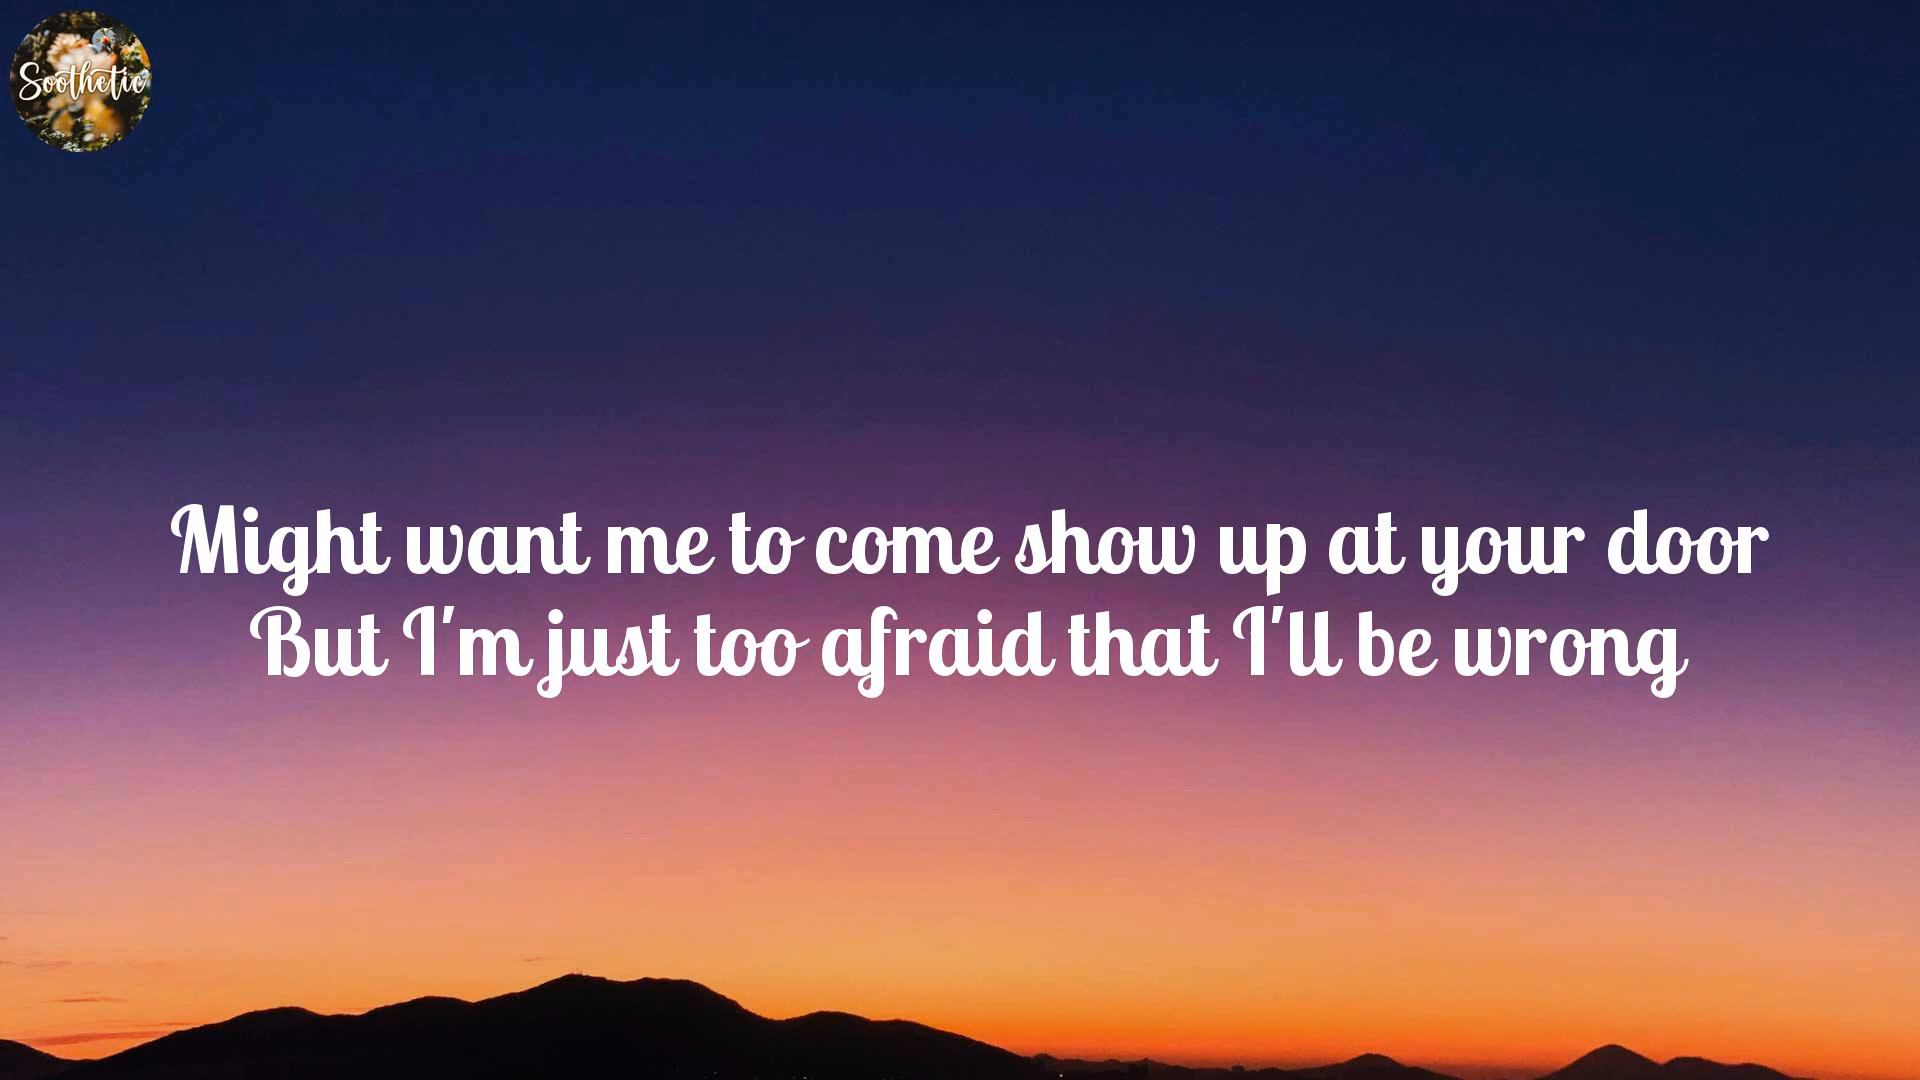 Soothetic
Might want me to come show up at your door
But I'm just too afraid that I'll be wrong